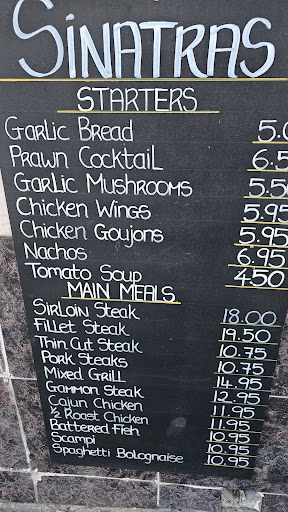 SINATRAS
STARTERS
Garlic Bread 5.0
Prawn Cocktail 6.5
Garlic Mushrooms 5.50
Chicken Wings 5.95
Chicken Goujons 5.95
Nachos 6.95
Tomato Soup 4.50
MAIN MEALS
Sirloin Steak 18.00
Fillet Steak 19.50
Thin Cut Steak 10.75
Pork Steaks 10.75
Mixed Grill 14.95
Gammon Steak 12.95
Cajun Chicken 11.95
½ Roast Chicken 11.95
Battered Fish 10.95
Scampi 10.95
Spaghetti Bolognaise 10.95